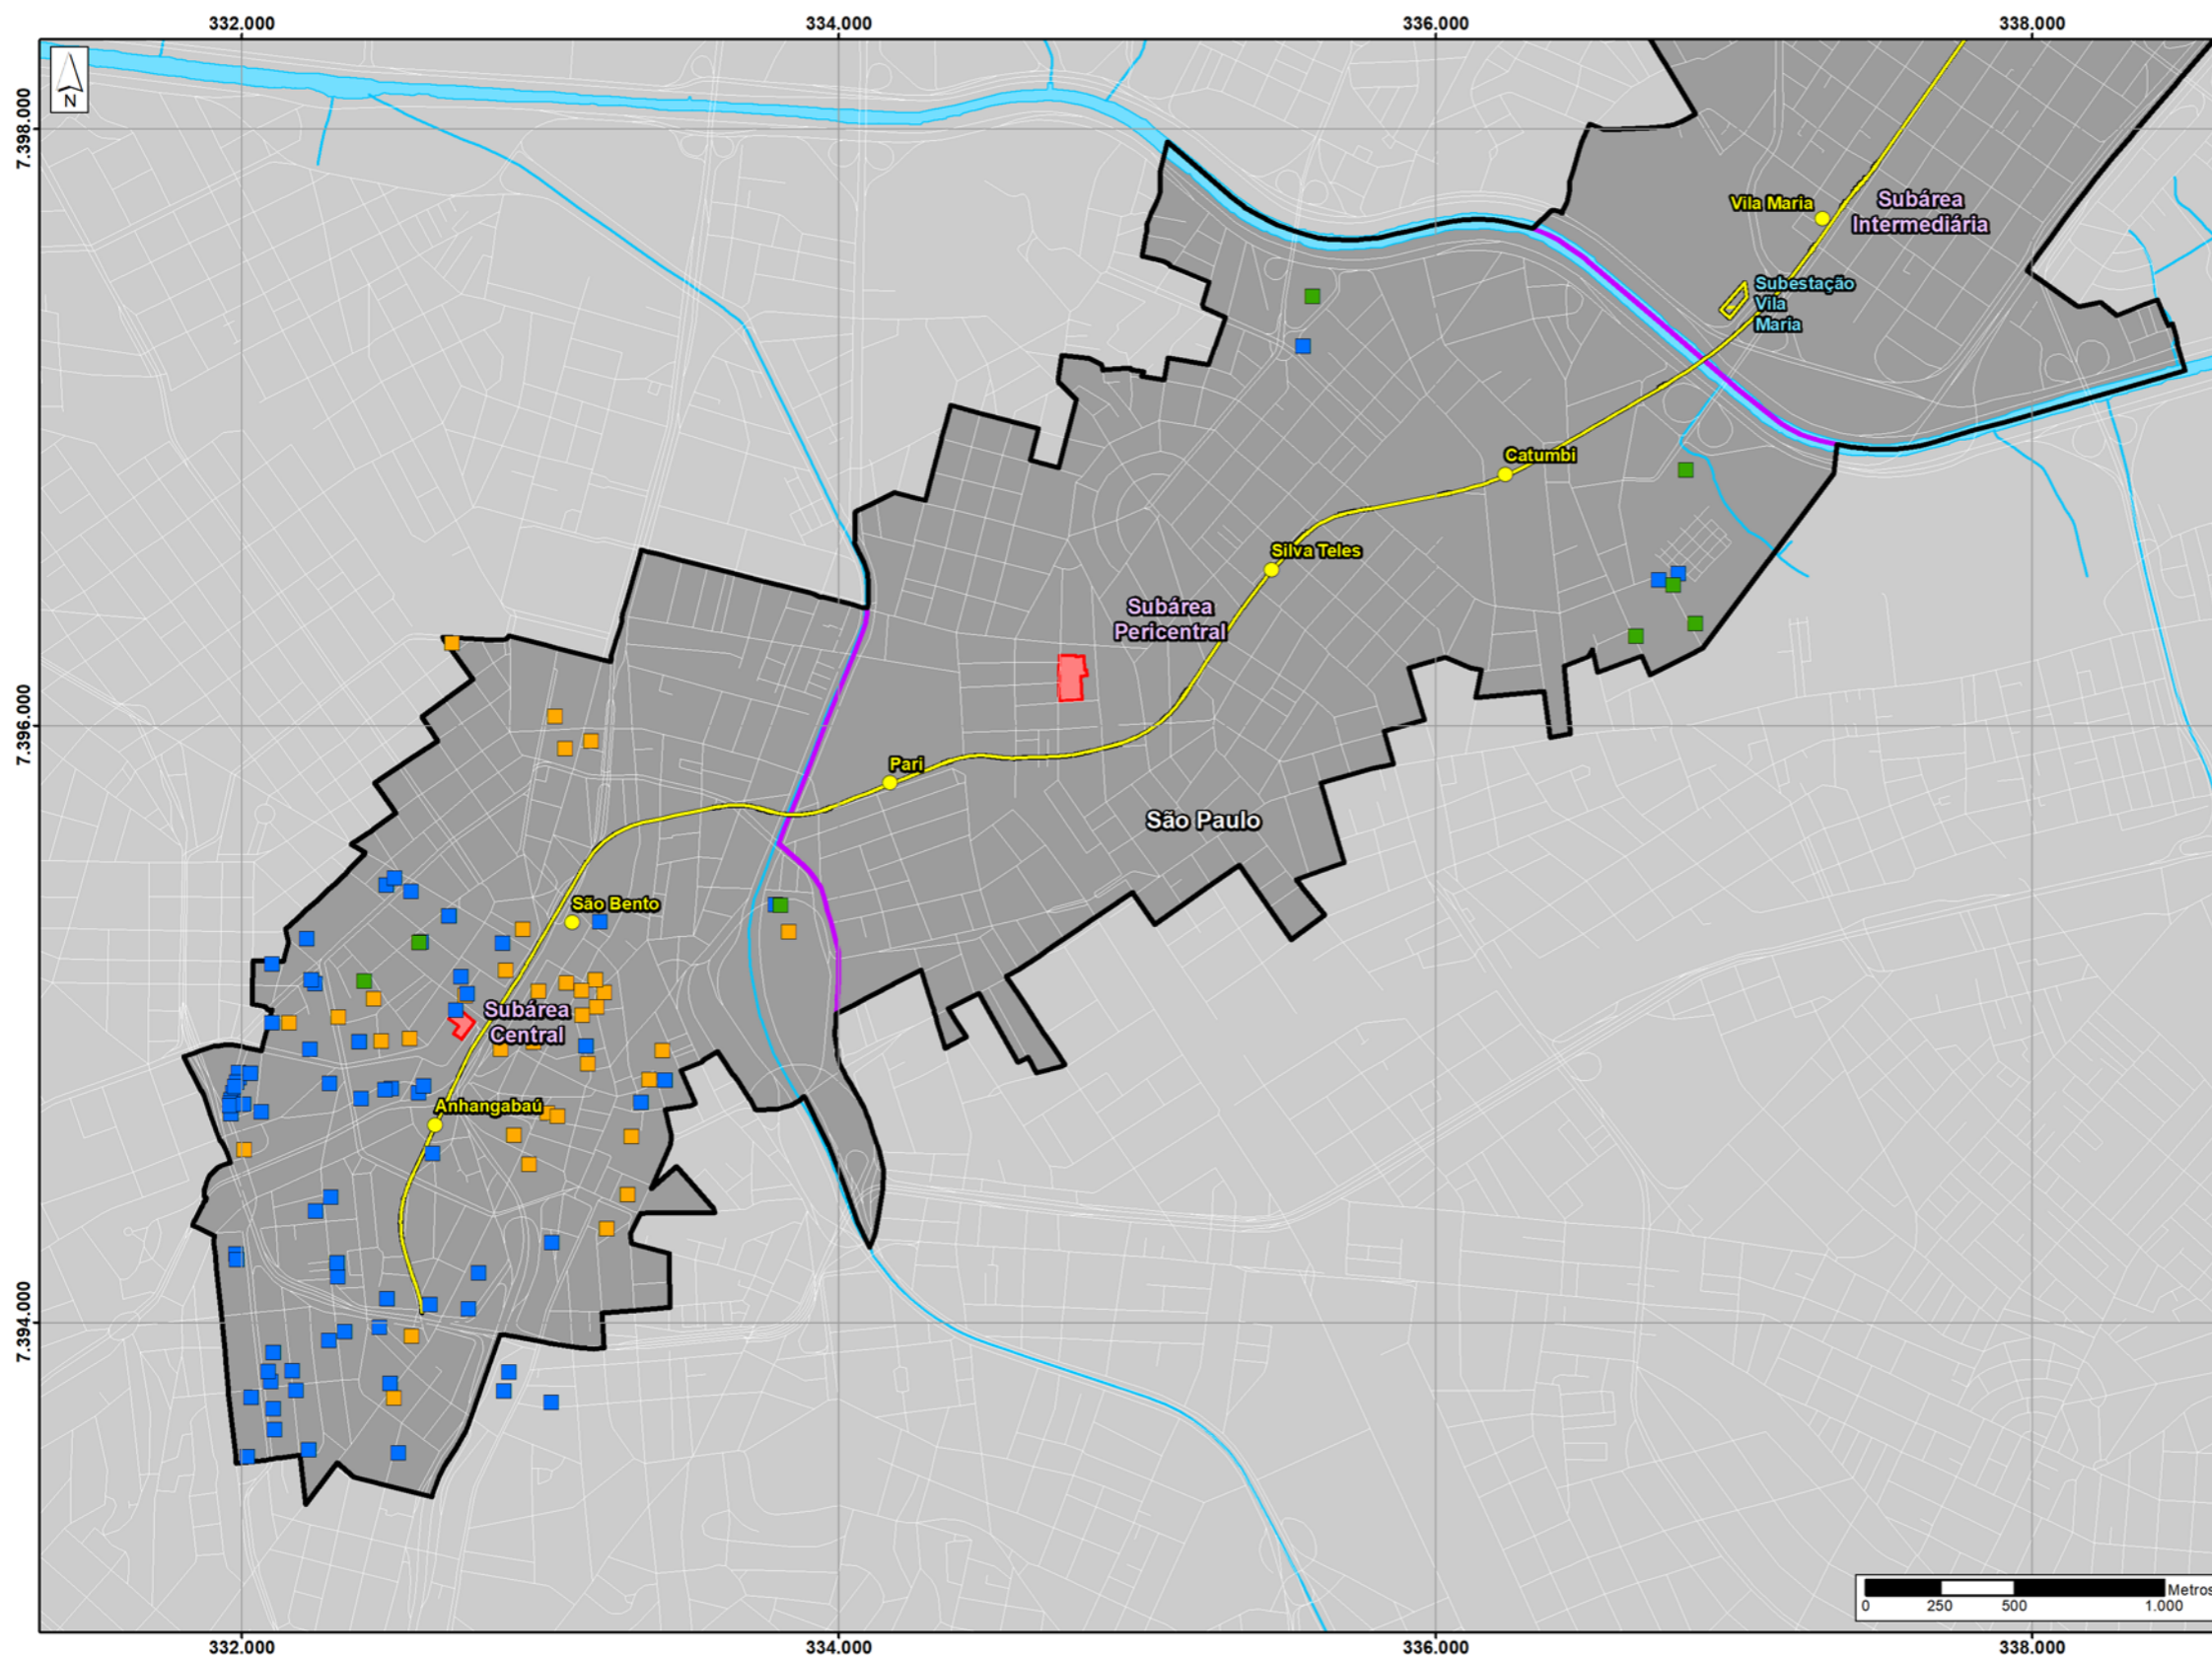 332.000
334.000
336.000
338.000
N
7.398.000
7.396.000
7.394.000
Vila Maria
Subárea
Intermediária
Subestação
Vila
Maria
Catumbi
Silva Teles
Subárea
Pericentral
Pari
São Paulo
São Bento
Subárea
Central
Anhangabaú
Metros
0
250
500
1.000
332.000
334.000
336.000
338.000